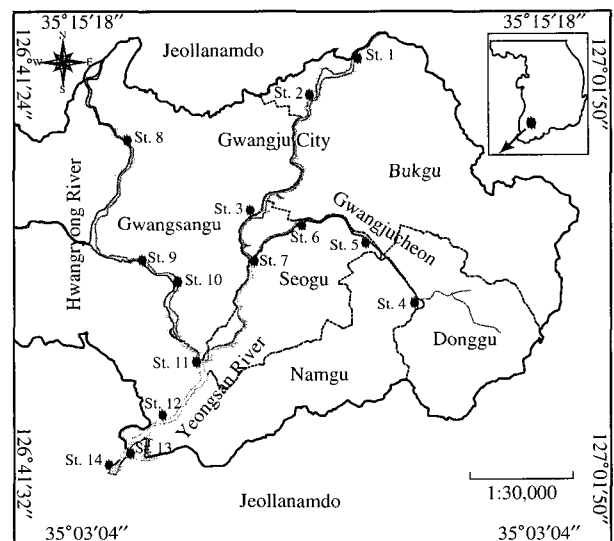 35°15′18″
35°15′18″
126°41′24″
127°01′50″
N
W
E
S
Jeollanamdo
St. 1
St. 2
Gwangju City
St. 8
Bukgu
Hwangryong River
Gwangsangu
St. 3
St. 6
Gwangjucheon
St. 5
St. 9
St. 7
Seogu
St. 10
St. 4
Donggu
St. 11
Namgu
Yeongsan River
St. 12
St. 13
St. 14
126°41′32″
127°01′50″
1:30,000
Jeollanamdo
35°03′04″
35°03′04″